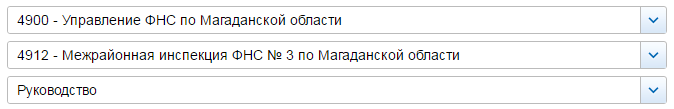 4900 - Управление ФНС по Магаданской области
4912 - Межрайонная инспекция ФНС № 3 по Магаданской области
Руководство